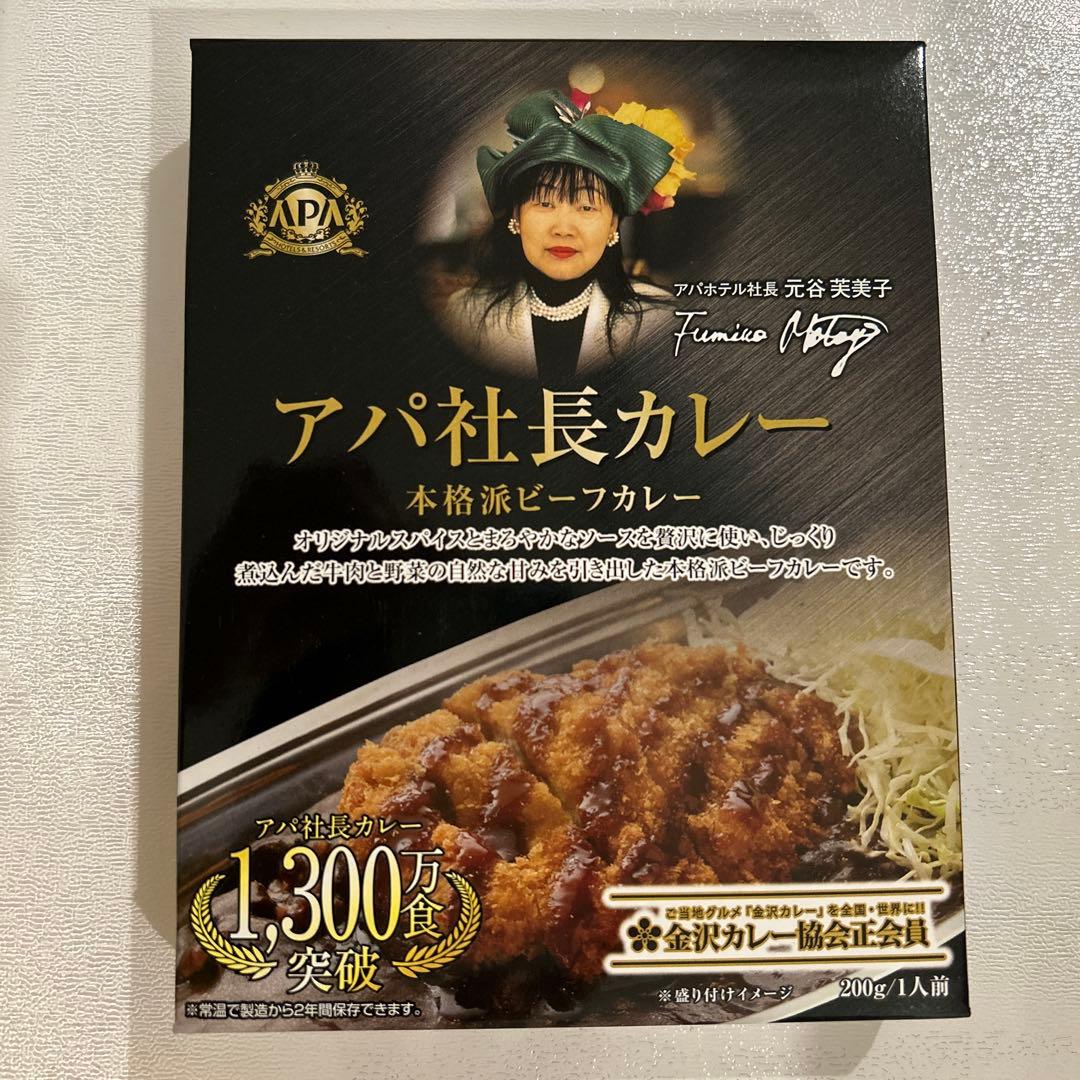 APA
HOTELS & RESORTS
アパホテル社長 元谷 芙美子
Fumiko Motoya
アパ社長カレー
本格派ビーフカレー
オリジナルスパイスとまろやかなソースを贅沢に使い、じっくり
煮込んだ牛肉と野菜の自然な甘みを引き出した本格派ビーフカレーです。
アパ社長カレー
1,300万食
突破
※常温で製造から2年間保存できます。
ご当地グルメ『金沢カレー』を全国・世界に!!
金沢カレー協会正会員
※盛り付けイメージ
200g/1人前